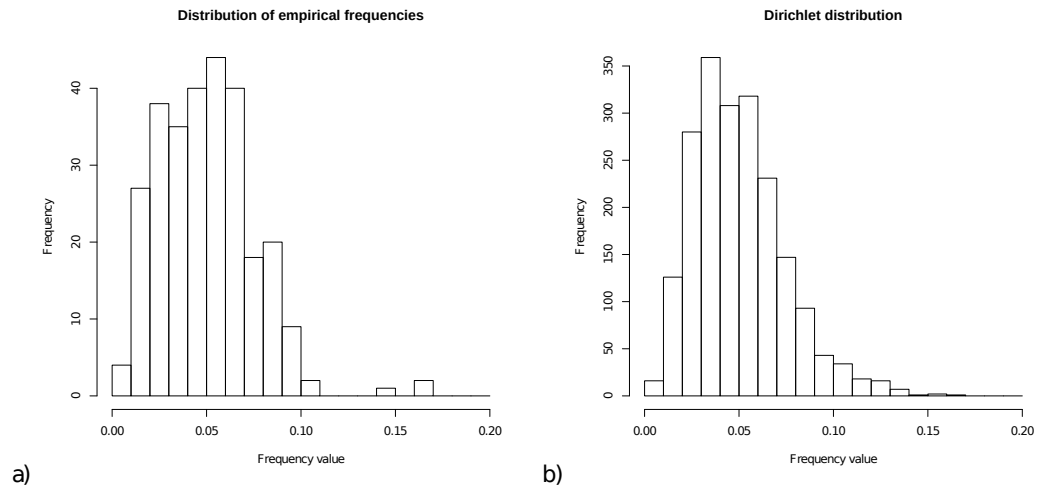 Distribution of empirical frequencies
Frequency
0
10
20
30
40
0.00 0.05 0.10 0.15 0.20
Frequency value
a)
Dirichlet distribution
Frequency
0
50
100
150
200
250
300
350
0.00 0.05 0.10 0.15 0.20
Frequency value
b)